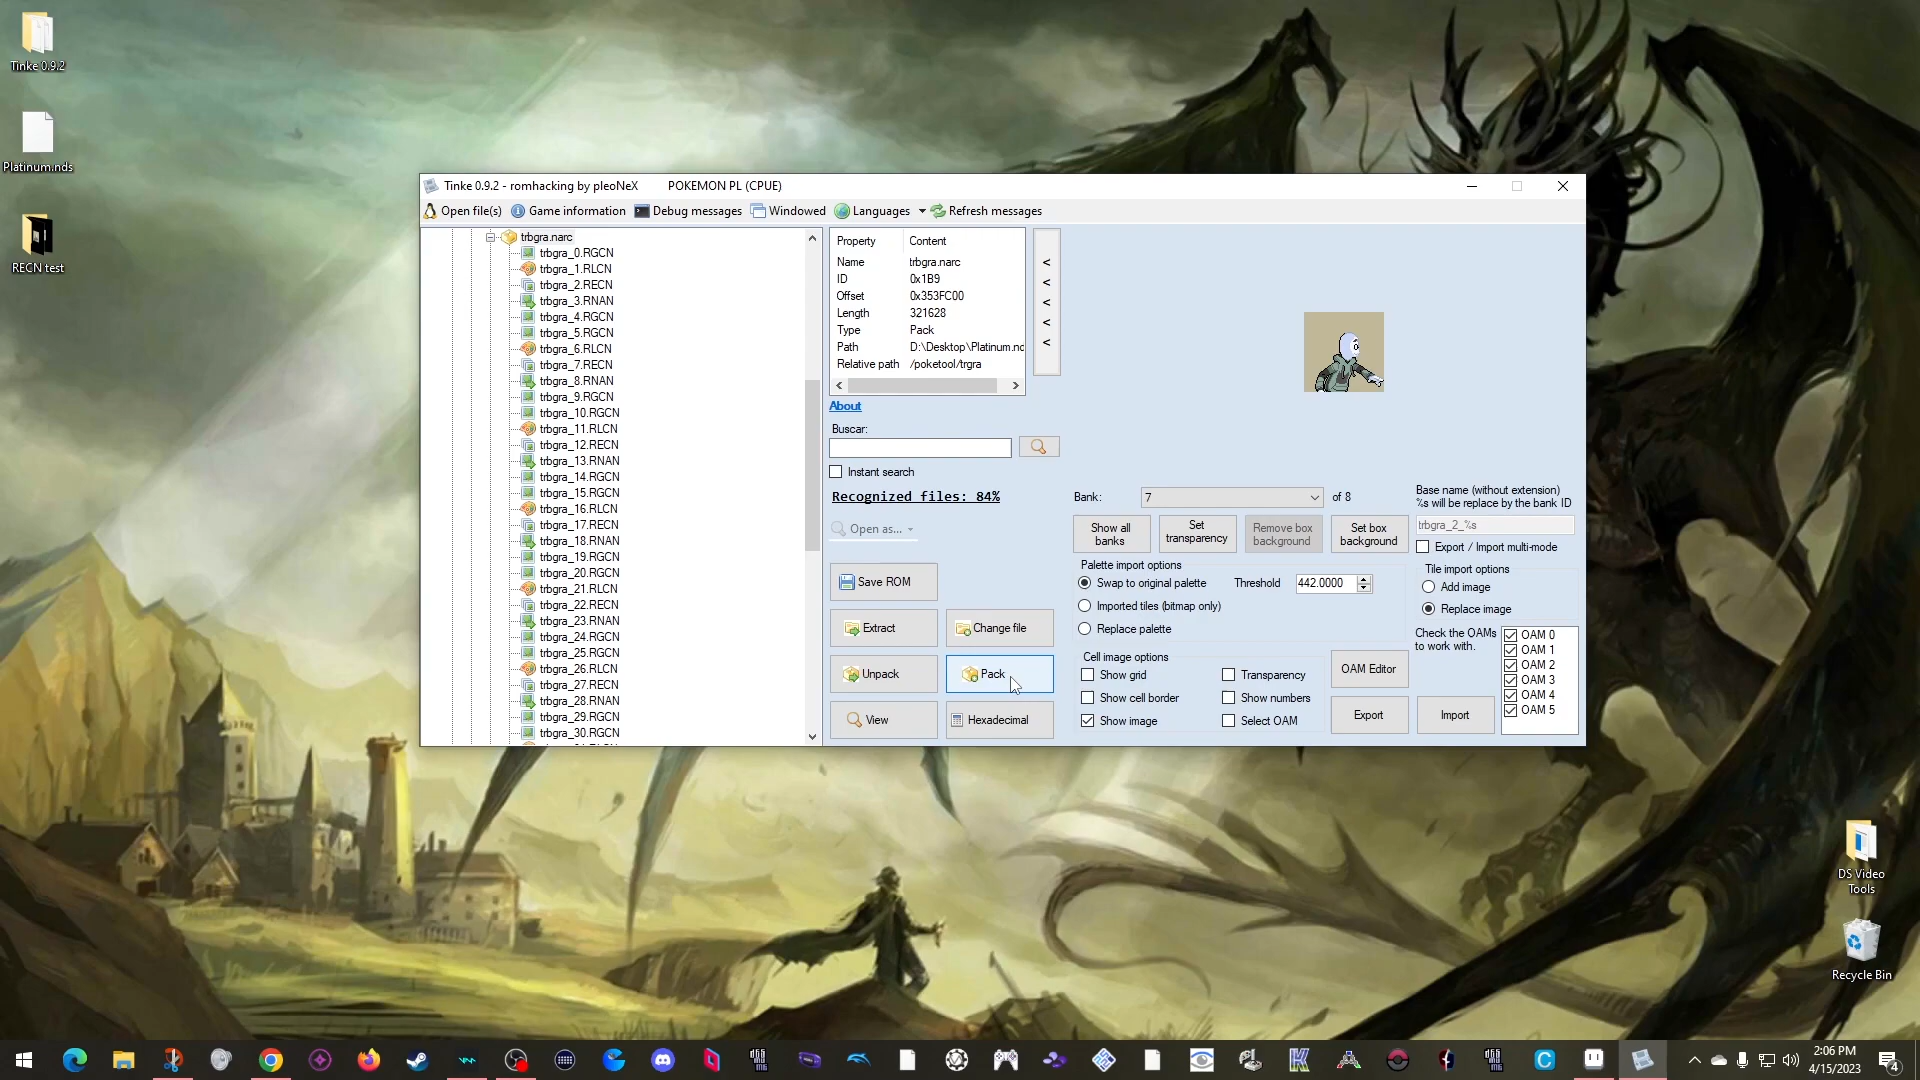 Tinke 0.9.2
Platinum.nds
RECN test
Tinke 0.9.2 - romhacking by pleoNeX POKEMON PL (CPUE)
Open file(s) Game information Debug messages Windowed Languages Refresh messages
trbgra.narc
trbgra_0.RGCN
trbgra_1.RLCN
trbgra_2.RECN
trbgra_3.RNAN
trbgra_4.RGCN
trbgra_5.RGCN
trbgra_6.RLCN
trbgra_7.RECN
trbgra_8.RNAN
trbgra_9.RGCN
trbgra_10.RGCN
trbgra_11.RLCN
trbgra_12.RECN
trbgra_13.RNAN
trbgra_14.RGCN
trbgra_15.RGCN
trbgra_16.RLCN
trbgra_17.RECN
trbgra_18.RNAN
trbgra_19.RGCN
trbgra_20.RGCN
trbgra_21.RLCN
trbgra_22.RECN
trbgra_23.RNAN
trbgra_24.RGCN
trbgra_25.RGCN
trbgra_26.RLCN
trbgra_27.RECN
trbgra_28.RNAN
trbgra_29.RGCN
trbgra_30.RGCN
Property Content
Name trbgra.narc
ID 0x1B9
Offset 0x353FC00
Length 321628
Type Pack
Path D:\Desktop\Platinum.nd
Relative path /poketool/trgra
<
<
<
<
<
About
Buscar:
Instant search
Recognized files: 84%
Open as...
Save ROM
Extract Change file
Unpack Pack
View Hexadecimal
Bank: 7 of 8
Show all banks
Set transparency
Remove box background
Set box background
Palette import options
Swap to original palette Threshold 442.0000
Imported tiles (bitmap only)
Replace palette
Cell image options
Show grid Transparency
Show cell border Show numbers
Show image Select OAM
OAM Editor
Export Import
Base name (without extension)
%s will be replace by the bank ID
trbgra_2_%s
Export / Import multi-mode
Tile import options
Add image
Replace image
Check the OAMs
to work with.
OAM 0
OAM 1
OAM 2
OAM 3
OAM 4
OAM 5
DS Video
Tools
Recycle Bin
2:06 PM
4/15/2023
4